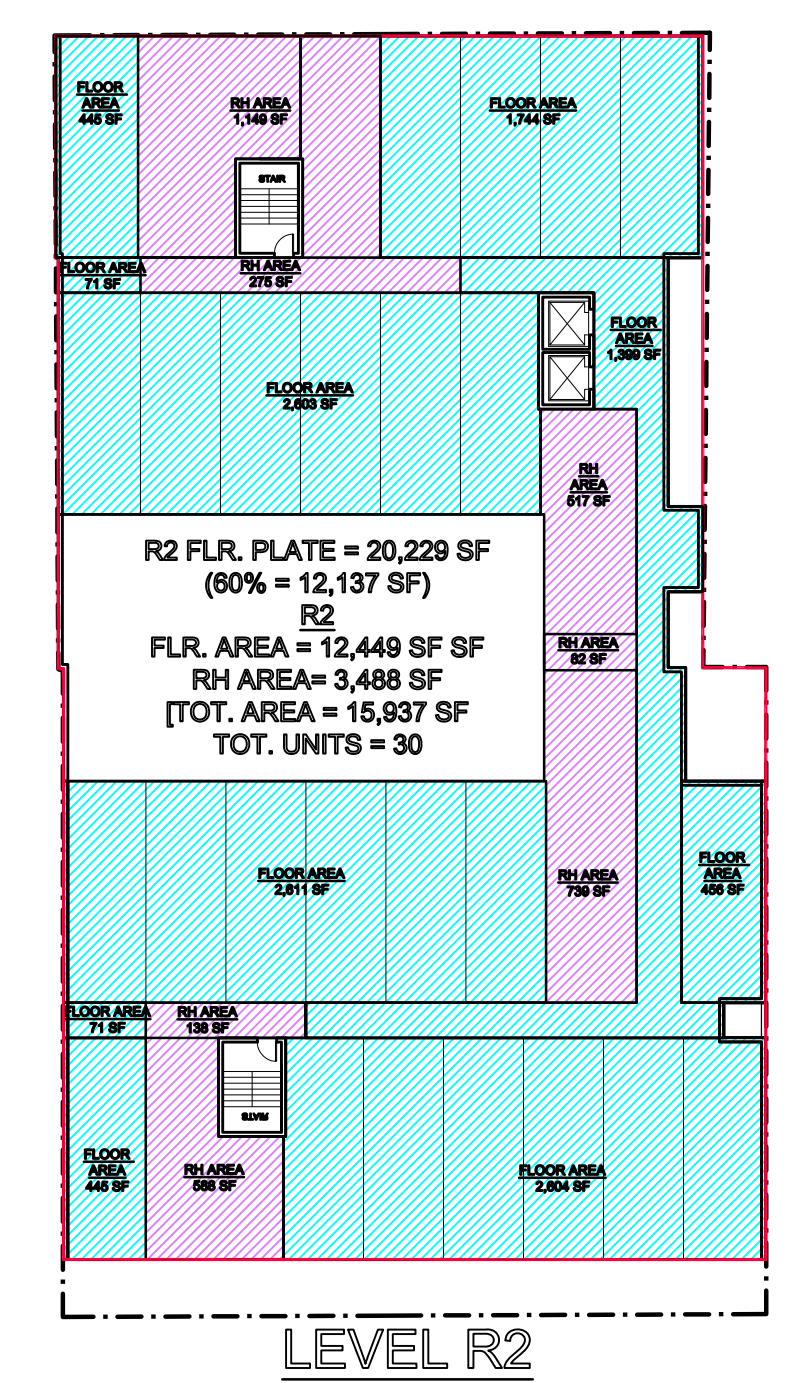 FLOOR
AREA
445 SF
RH AREA
1,149 SF
FLOOR AREA
1,744 SF
STAIR
FLOOR AREA
71 SF
RH AREA
275 SF
FLOOR
AREA
1,399 SF
FLOOR AREA
2,603 SF
RH
AREA
517 SF
R2 FLR. PLATE = 20,229 SF
(60% = 12,137 SF)
R2
FLR. AREA = 12,449 SF SF
RH AREA= 3,488 SF
[TOT. AREA = 15,937 SF
TOT. UNITS = 30
RH AREA
82 SF
FLOOR AREA
2,611 SF
RH AREA
739 SF
FLOOR
AREA
456 SF
FLOOR AREA
71 SF
RH AREA
138 SF
STAIR
FLOOR
AREA
445 SF
RH AREA
588 SF
FLOOR AREA
2,604 SF
LEVEL R2